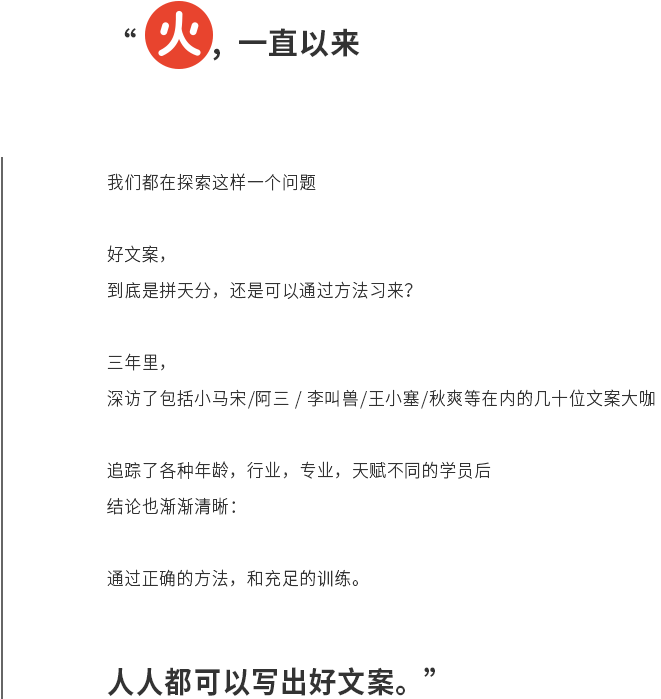 “ 火，一直以来
我们都在探索这样一个问题
好文案，
到底是拼天分，还是可以通过方法习来？
三年里，
深访了包括小马宋/阿三 / 李叫兽/王小塞/秋爽等在内的几十位文案大咖
追踪了各种年龄，行业，专业，天赋不同的学员后
结论也渐渐清晰：
通过正确的方法，和充足的训练。
人人都可以写出好文案。”